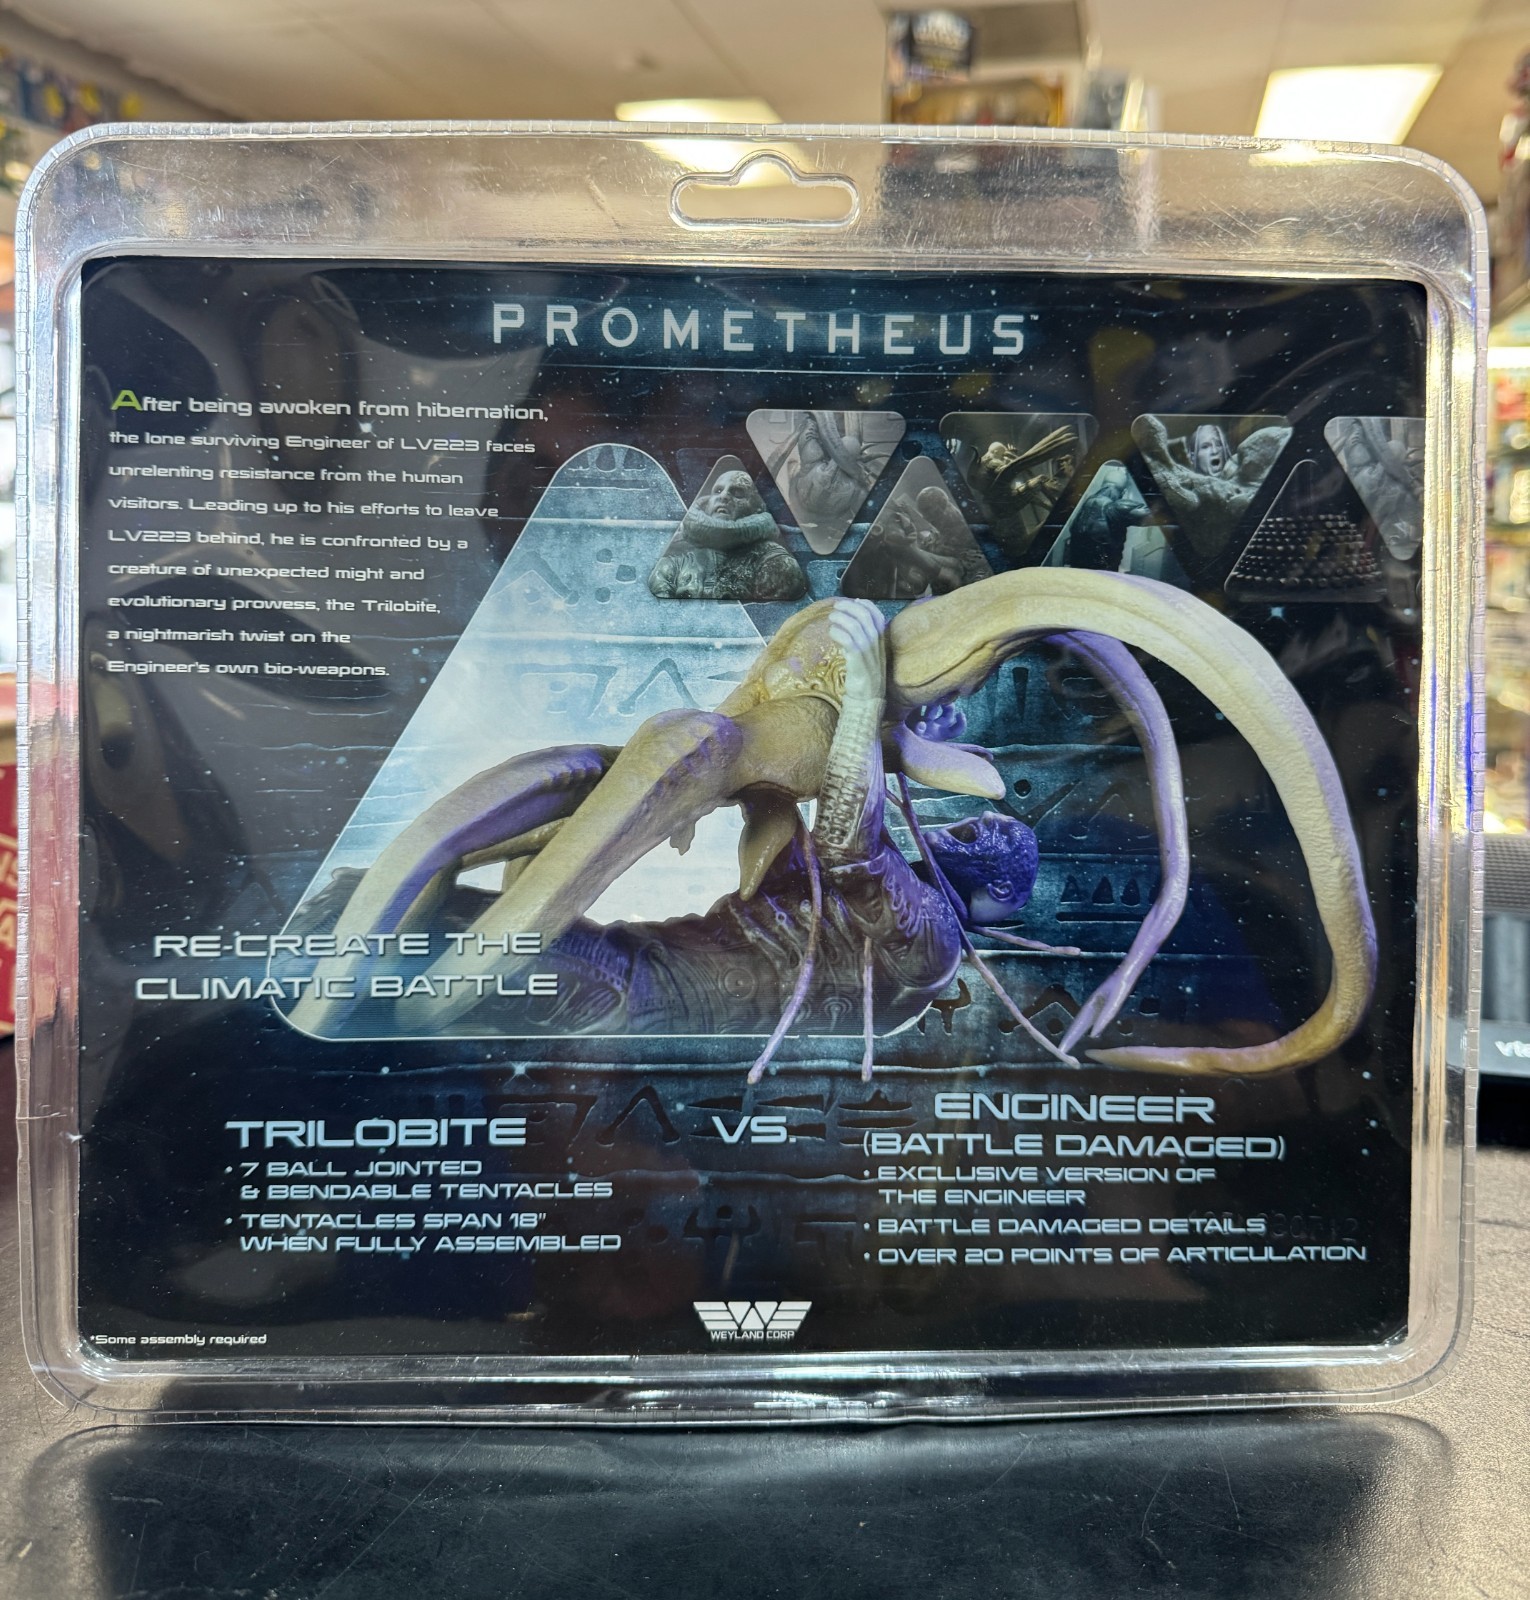 PROMETHEUS™
After being awoken from hibernation,
the lone surviving Engineer of LV223 faces
unrelenting resistance from the human
visitors. Leading up to his efforts to leave
LV223 behind, he is confronted by a
creature of unexpected might and
evolutionary prowess, the Trilobite,
a nightmarish twist on the
Engineer's own bio-weapons.
RE-CREATE THE
CLIMATIC BATTLE
TRILOBITE
• 7 BALL JOINTED
& BENDABLE TENTACLES
• TENTACLES SPAN 18"
WHEN FULLY ASSEMBLED
VS.
ENGINEER
(BATTLE DAMAGED)
• EXCLUSIVE VERSION OF
THE ENGINEER
• BATTLE DAMAGED DETAILS
• OVER 20 POINTS OF ARTICULATION
WEYLAND CORP
*Some assembly required